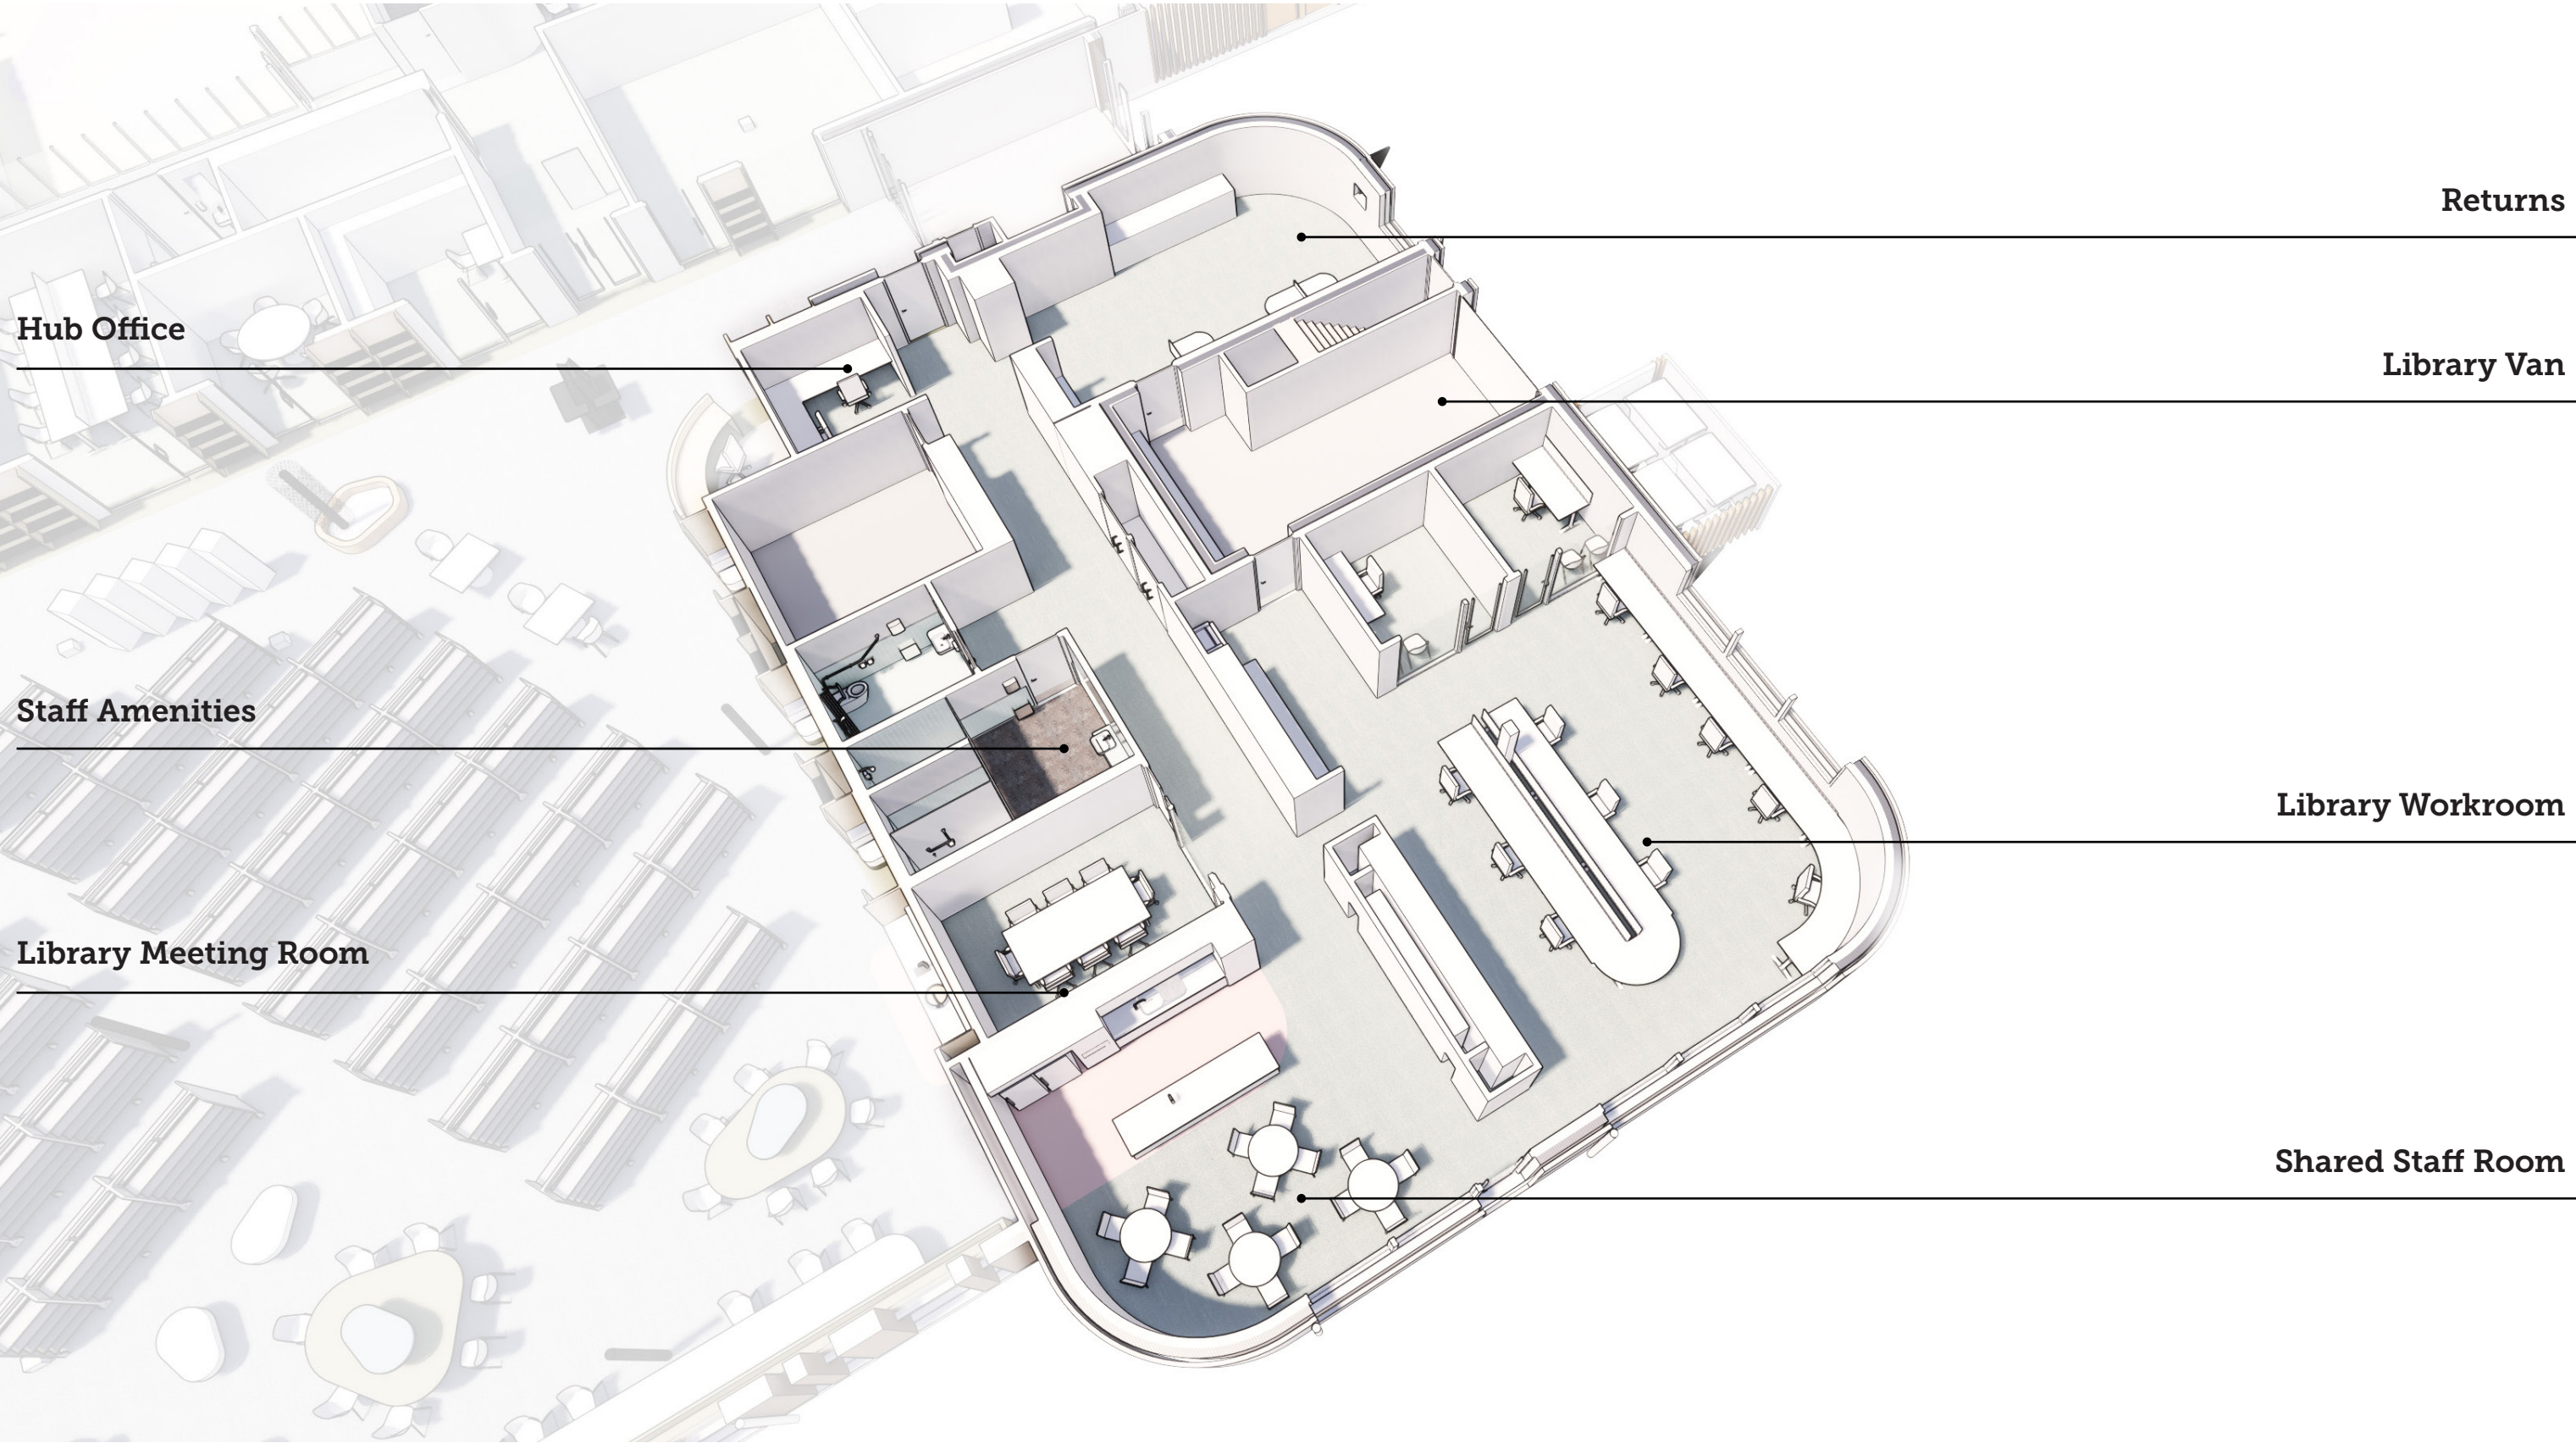 Returns
Hub Office
Library Van
Staff Amenities
Library Workroom
Library Meeting Room
Shared Staff Room